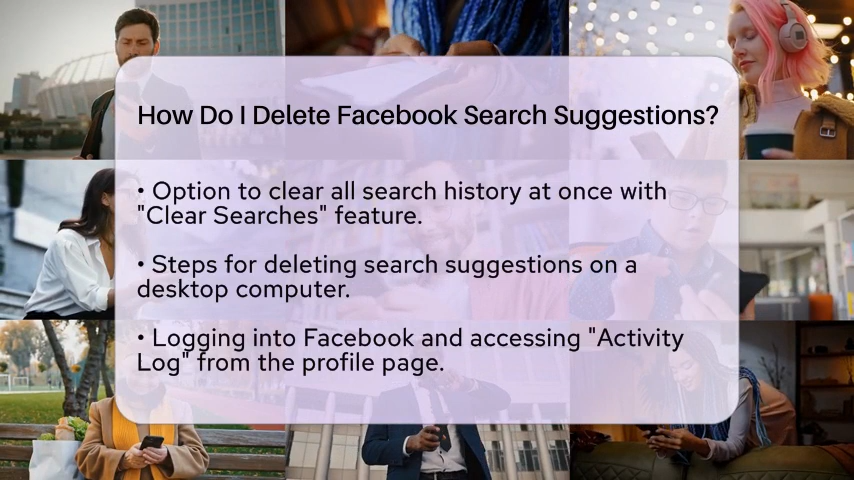 How Do I Delete Facebook Search Suggestions?
• Option to clear all search history at once with
"Clear Searches" feature.
• Steps for deleting search suggestions on a
desktop computer.
• Logging into Facebook and accessing "Activity
Log" from the profile page.